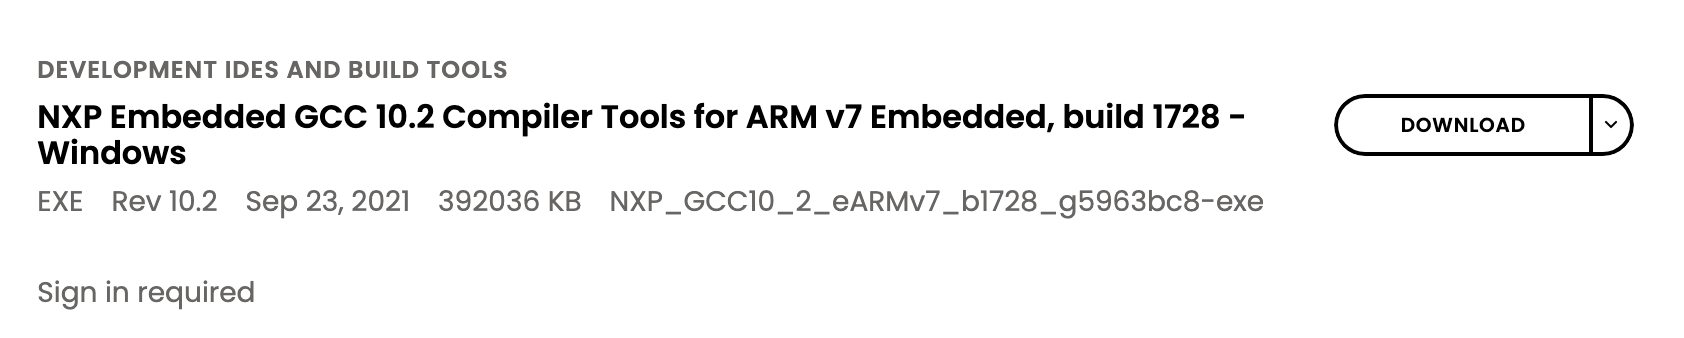 DEVELOPMENT IDES AND BUILD TOOLS
NXP Embedded GCC 10.2 Compiler Tools for ARM v7 Embedded, build 1728 -
Windows
DOWNLOAD
EXE Rev 10.2 Sep 23, 2021 392036 KB NXP_GCC10_2_eARMv7_b1728_g5963bc8-exe
Sign in required